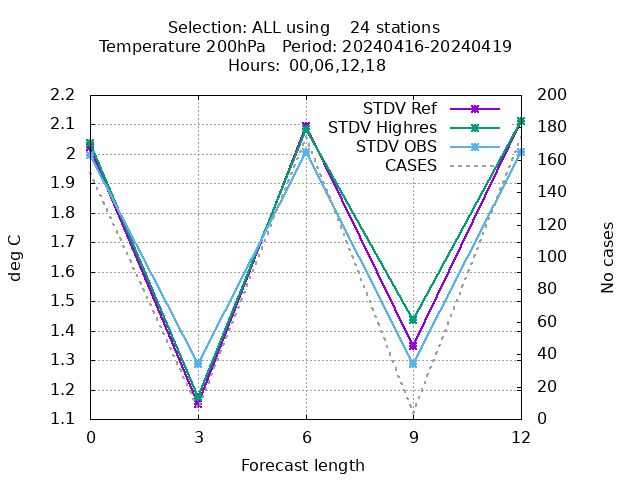 Selection: ALL using    24 stations
Temperature 200hPa   Period: 20240416-20240419
Hours: 00,06,12,18
2.2
2.1
2
1.9
1.8
1.7
1.6
1.5
1.4
1.3
1.2
1.1
deg C
STDV Ref
STDV Highres
STDV OBS
CASES
200
180
160
140
120
100
80
60
40
20
0
No cases
0 3 6 9 12
Forecast length